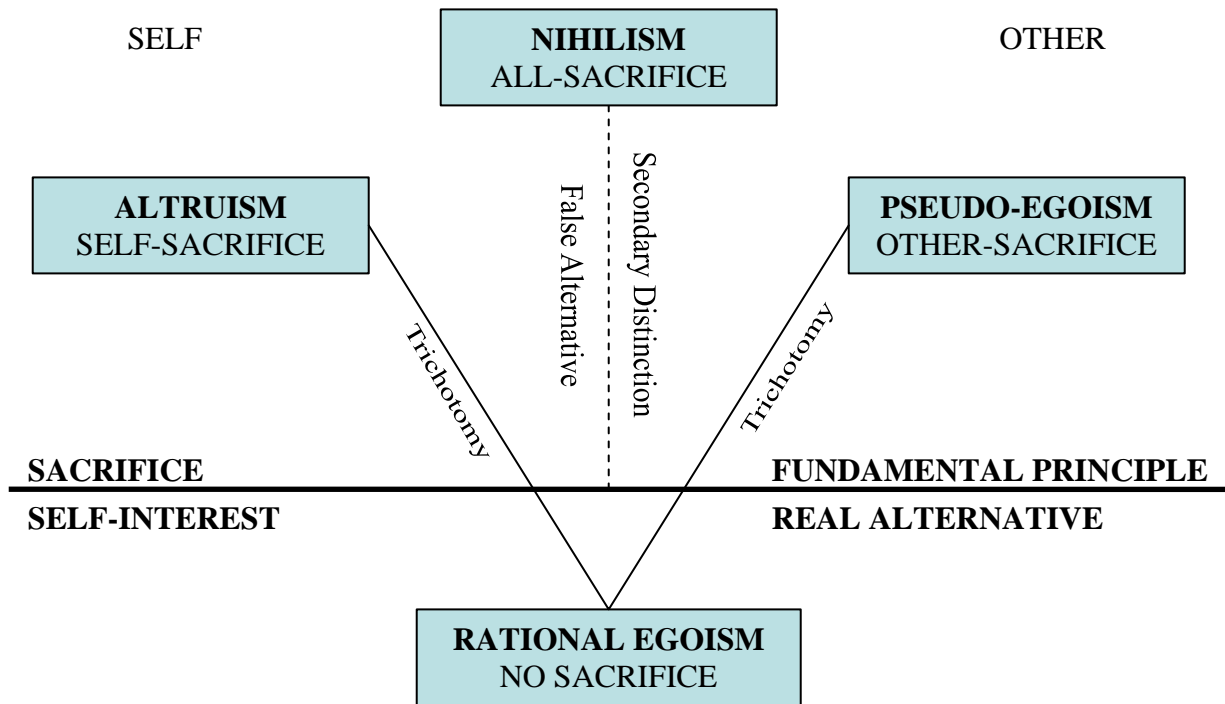 SELF
NIHILISM
ALL-SACRIFICE
OTHER
ALTRUISM
SELF-SACRIFICE
False Alternative
Secondary Distinction
PSEUDO-EGOISM
OTHER-SACRIFICE
Trichotomy
Trichotomy
SACRIFICE
FUNDAMENTAL PRINCIPLE
SELF-INTEREST
REAL ALTERNATIVE
RATIONAL EGOISM
NO SACRIFICE